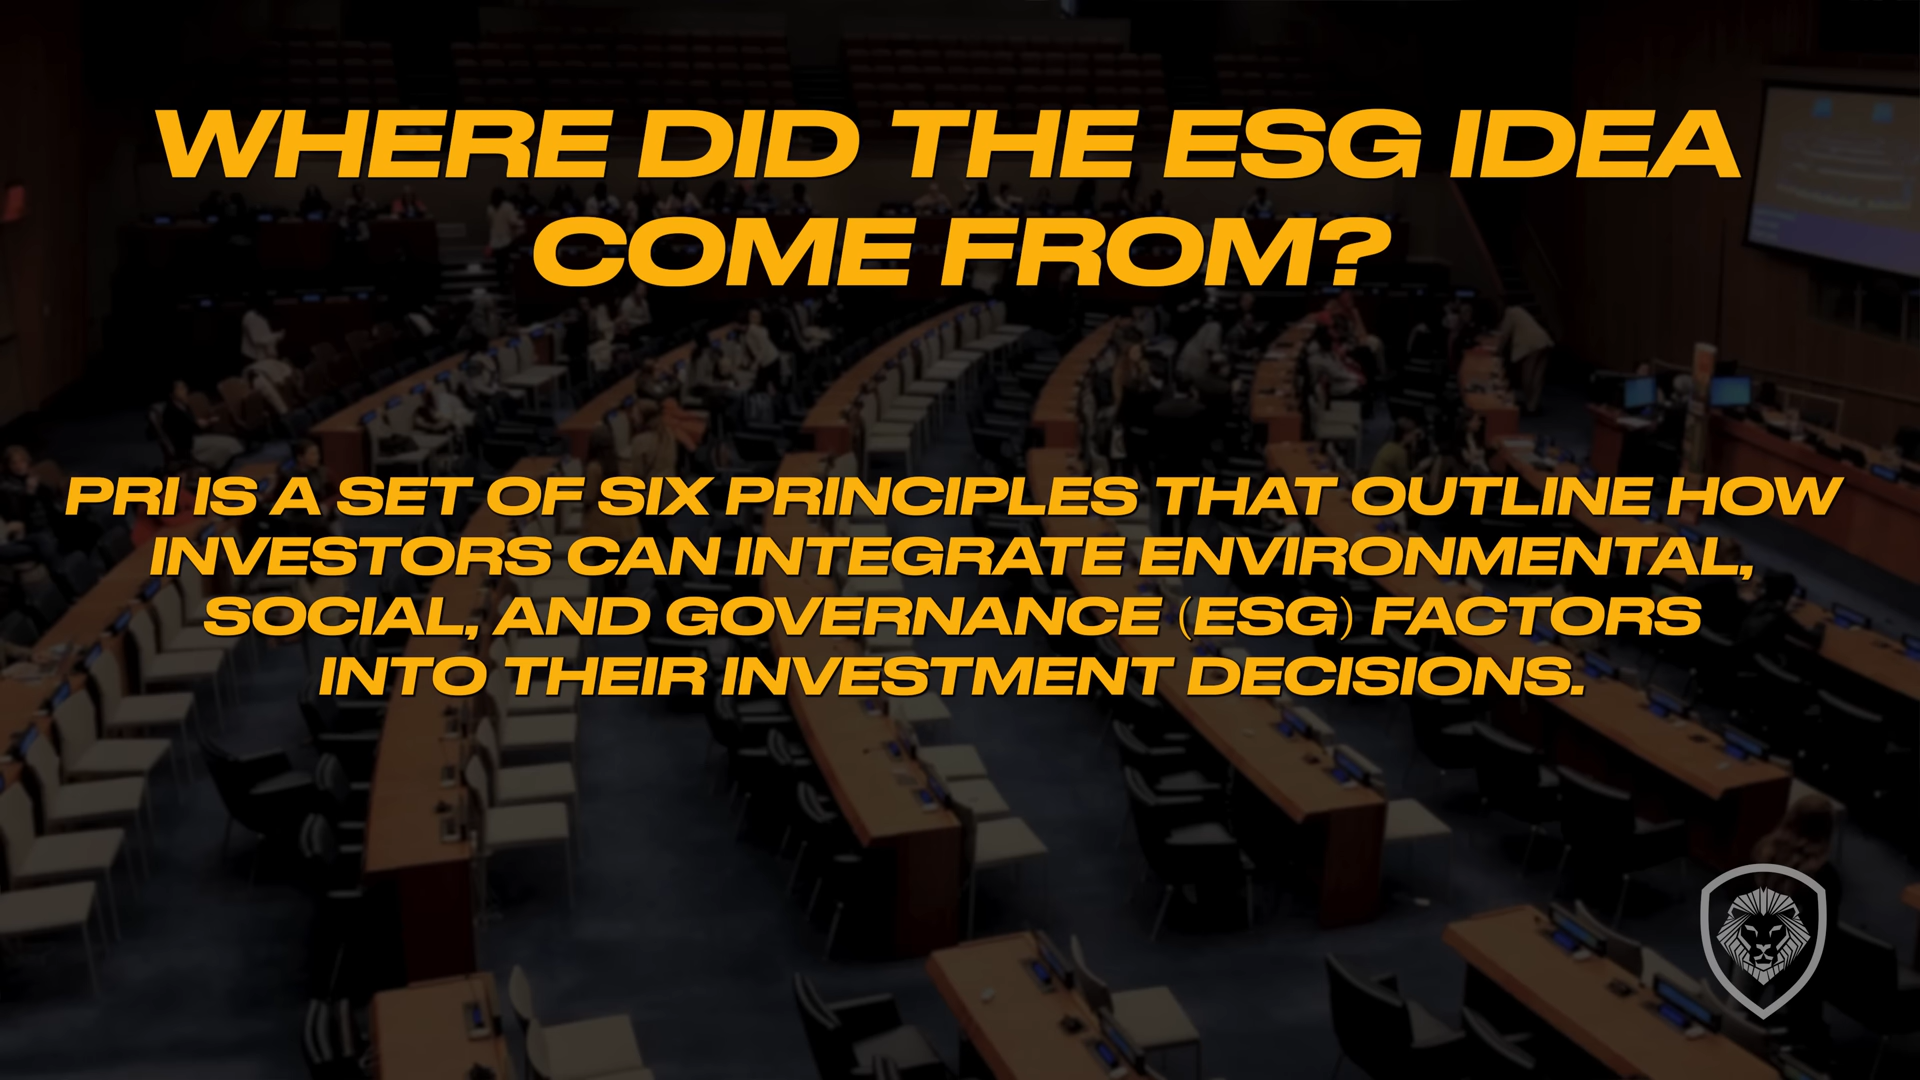 WHERE DID THE ESG IDEA
COME FROM?
PRI IS A SET OF SIX PRINCIPLES THAT OUTLINE HOW
INVESTORS CAN INTEGRATE ENVIRONMENTAL,
SOCIAL, AND GOVERNANCE (ESG) FACTORS
INTO THEIR INVESTMENT DECISIONS.